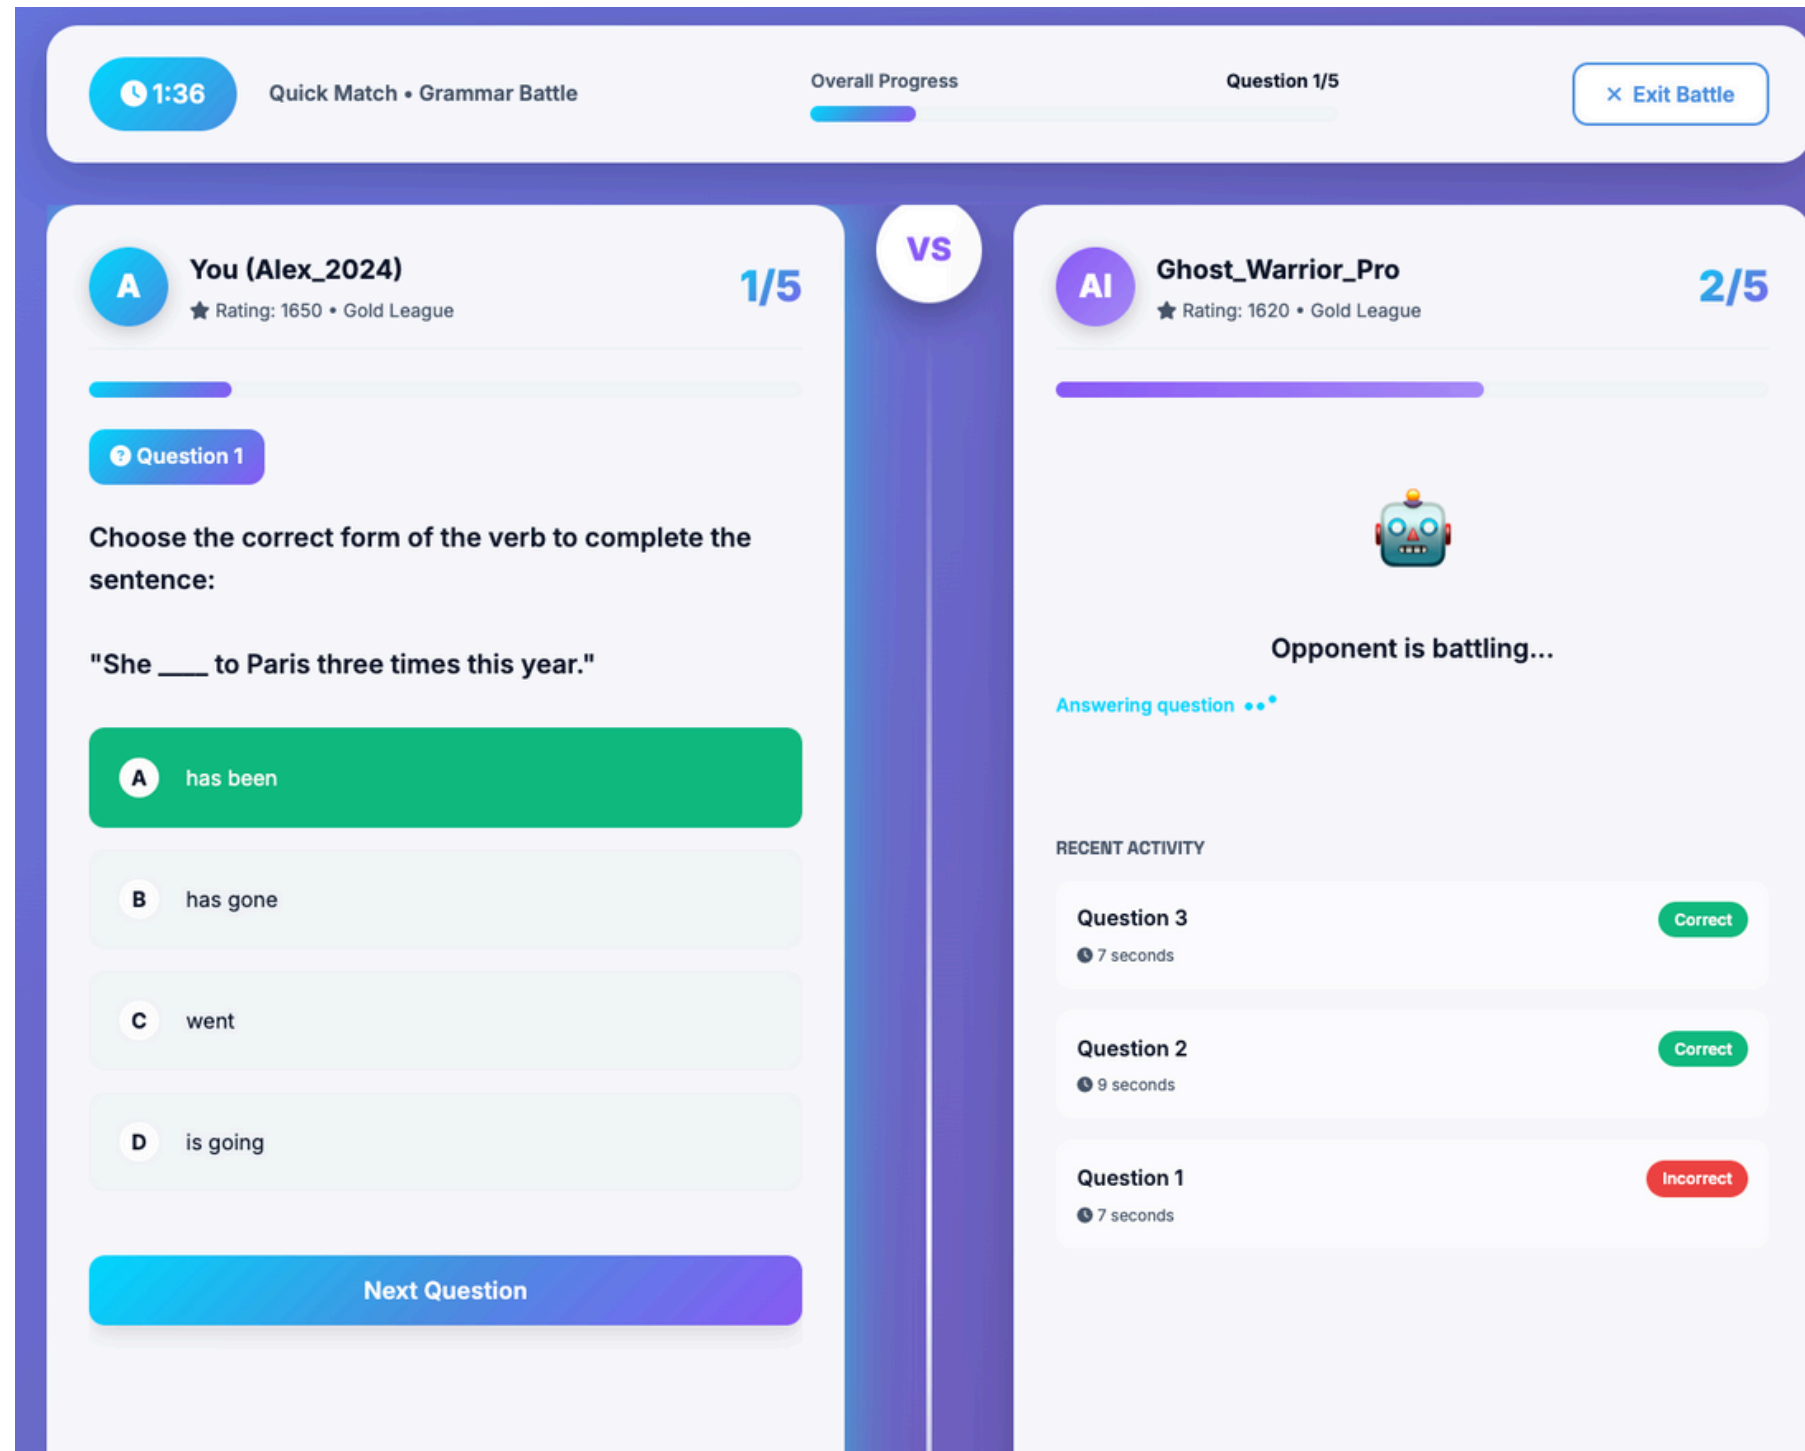 1:36
Quick Match • Grammar Battle
Overall Progress
Question 1/5
✕ Exit Battle
A
You (Alex_2024)
★ Rating: 1650 • Gold League
1/5
VS
AI
Ghost_Warrior_Pro
★ Rating: 1620 • Gold League
2/5
? Question 1
Choose the correct form of the verb to complete the
sentence:
"She ____ to Paris three times this year."
A has been
B has gone
C went
D is going
Next Question
Opponent is battling...
Answering question
RECENT ACTIVITY
Question 3
Correct
7 seconds
Question 2
Correct
9 seconds
Question 1
Incorrect
7 seconds